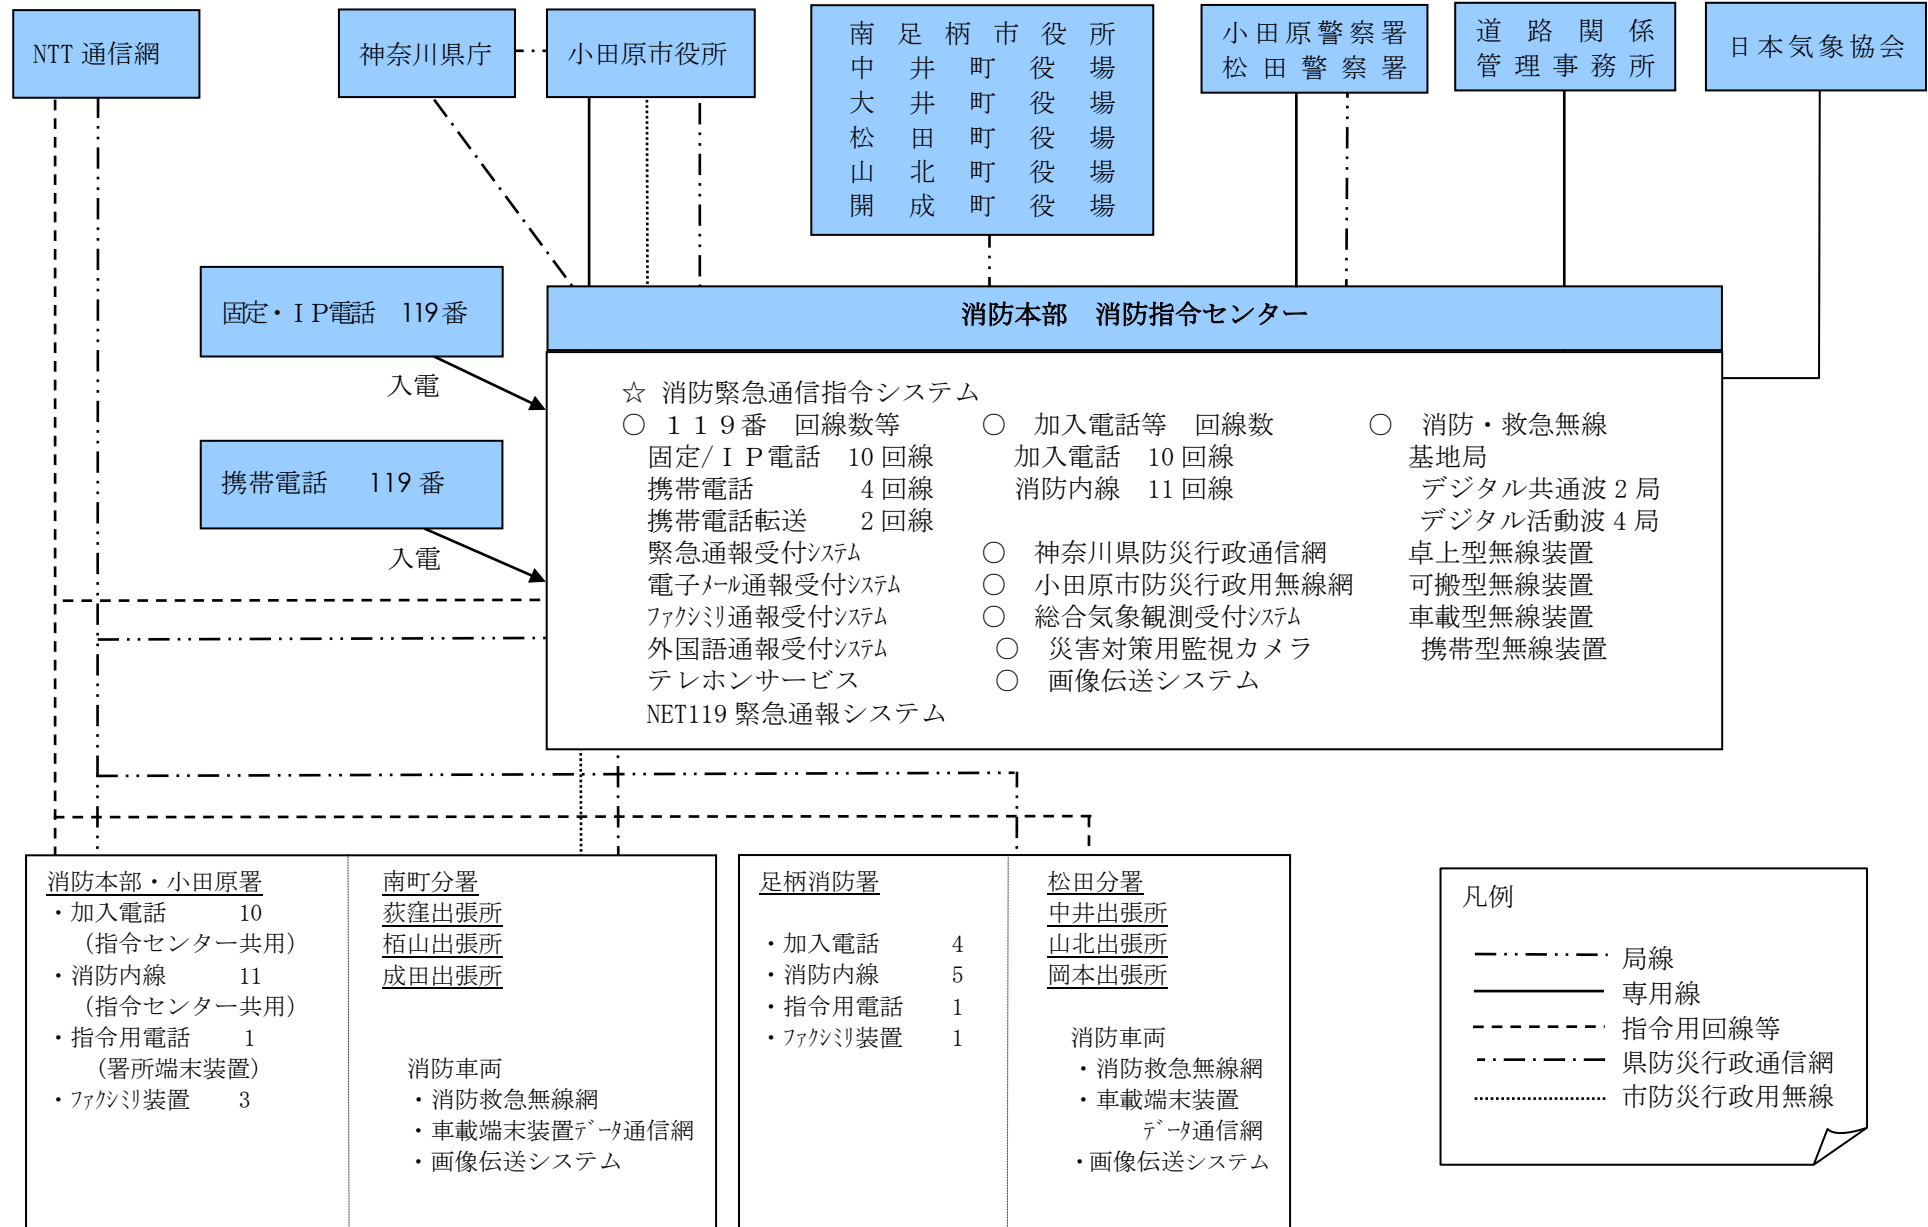 NTT 通信網
神奈川県庁
小田原市役所
南足柄市役所
中井町役場
大井町役場
松田町役場
山北町役場
開成町役場
小田原警察署
松田警察署
道路関係
管理事務所
日本気象協会
固定・ＩＰ電話　119番
入電
携帯電話　119 番
入電
消防本部　消防指令センター
☆ 消防緊急通信指令システム
○ １１９番　回線数等
固定/ＩＰ電話　10 回線
携帯電話　4 回線
携帯電話転送　2 回線
緊急通報受付ｼｽﾃﾑ
電子ﾒｰﾙ通報受付ｼｽﾃﾑ
ﾌｧｸｼﾐﾘ通報受付ｼｽﾃﾑ
外国語通報受付ｼｽﾃﾑ
テレホンサービス
NET119 緊急通報システム
○ 加入電話等　回線数
加入電話　10 回線
消防内線　11 回線
○ 神奈川県防災行政通信網
○ 小田原市防災行政用無線網
○ 総合気象観測受付ｼｽﾃﾑ
○ 災害対策用監視カメラ
○ 画像伝送システム
○ 消防・救急無線
基地局
デジタル共通波 2 局
デジタル活動波 4 局
卓上型無線装置
可搬型無線装置
車載型無線装置
携帯型無線装置
消防本部・小田原署
・加入電話　10
（指令センター共用）
・消防内線　11
（指令センター共用）
・指令用電話　1
（署所端末装置）
・ﾌｧｸｼﾐﾘ装置　3
南町分署
荻窪出張所
栢山出張所
成田出張所
消防車両
・消防救急無線網
・車載端末装置ﾃﾞｰﾀ通信網
・画像伝送システム
足柄消防署
・加入電話　4
・消防内線　5
・指令用電話　1
・ﾌｧｸｼﾐﾘ装置　1
松田分署
中井出張所
山北出張所
岡本出張所
消防車両
・消防救急無線網
・車載端末装置
ﾃﾞｰﾀ通信網
・画像伝送システム
凡例
局線
専用線
指令用回線等
県防災行政通信網
市防災行政用無線